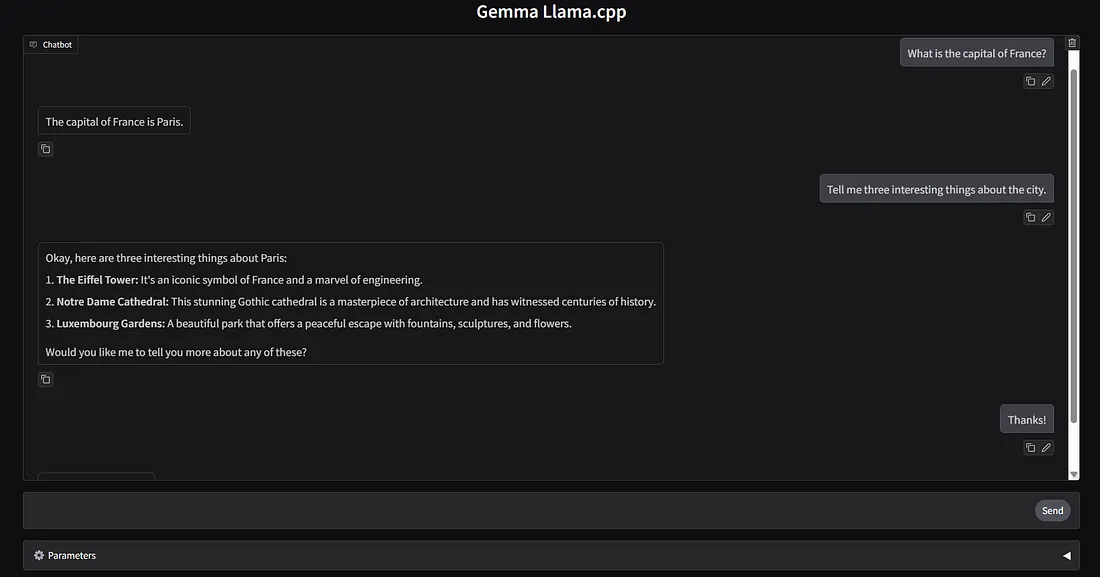 Gemma Llama.cpp
Chatbot
What is the capital of France?
The capital of France is Paris.
Tell me three interesting things about the city.
Okay, here are three interesting things about Paris:
1. The Eiffel Tower: It's an iconic symbol of France and a marvel of engineering.
2. Notre Dame Cathedral: This stunning Gothic cathedral is a masterpiece of architecture and has witnessed centuries of history.
3. Luxembourg Gardens: A beautiful park that offers a peaceful escape with fountains, sculptures, and flowers.
Would you like me to tell you more about any of these?
Thanks!
Send
Parameters